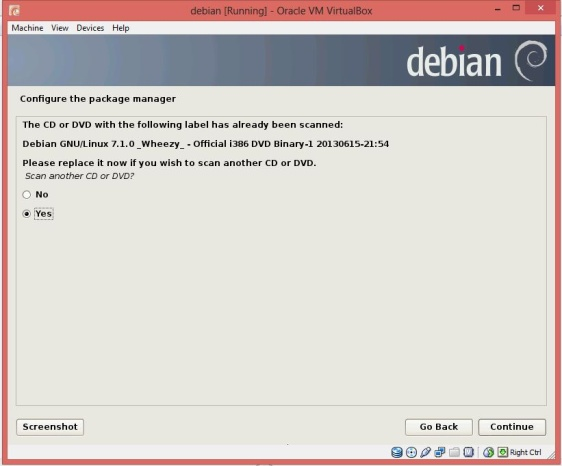 debian [Running] - Oracle VM VirtualBox
Machine View Devices Help
debian
Configure the package manager
The CD or DVD with the following label has already been scanned:
Debian GNU/Linux 7.1.0 _Wheezy_ - Official i386 DVD Binary-1 20130615-21:54
Please replace it now if you wish to scan another CD or DVD.
Scan another CD or DVD?
No
Yes
Screenshot Go Back Continue
Right Ctrl